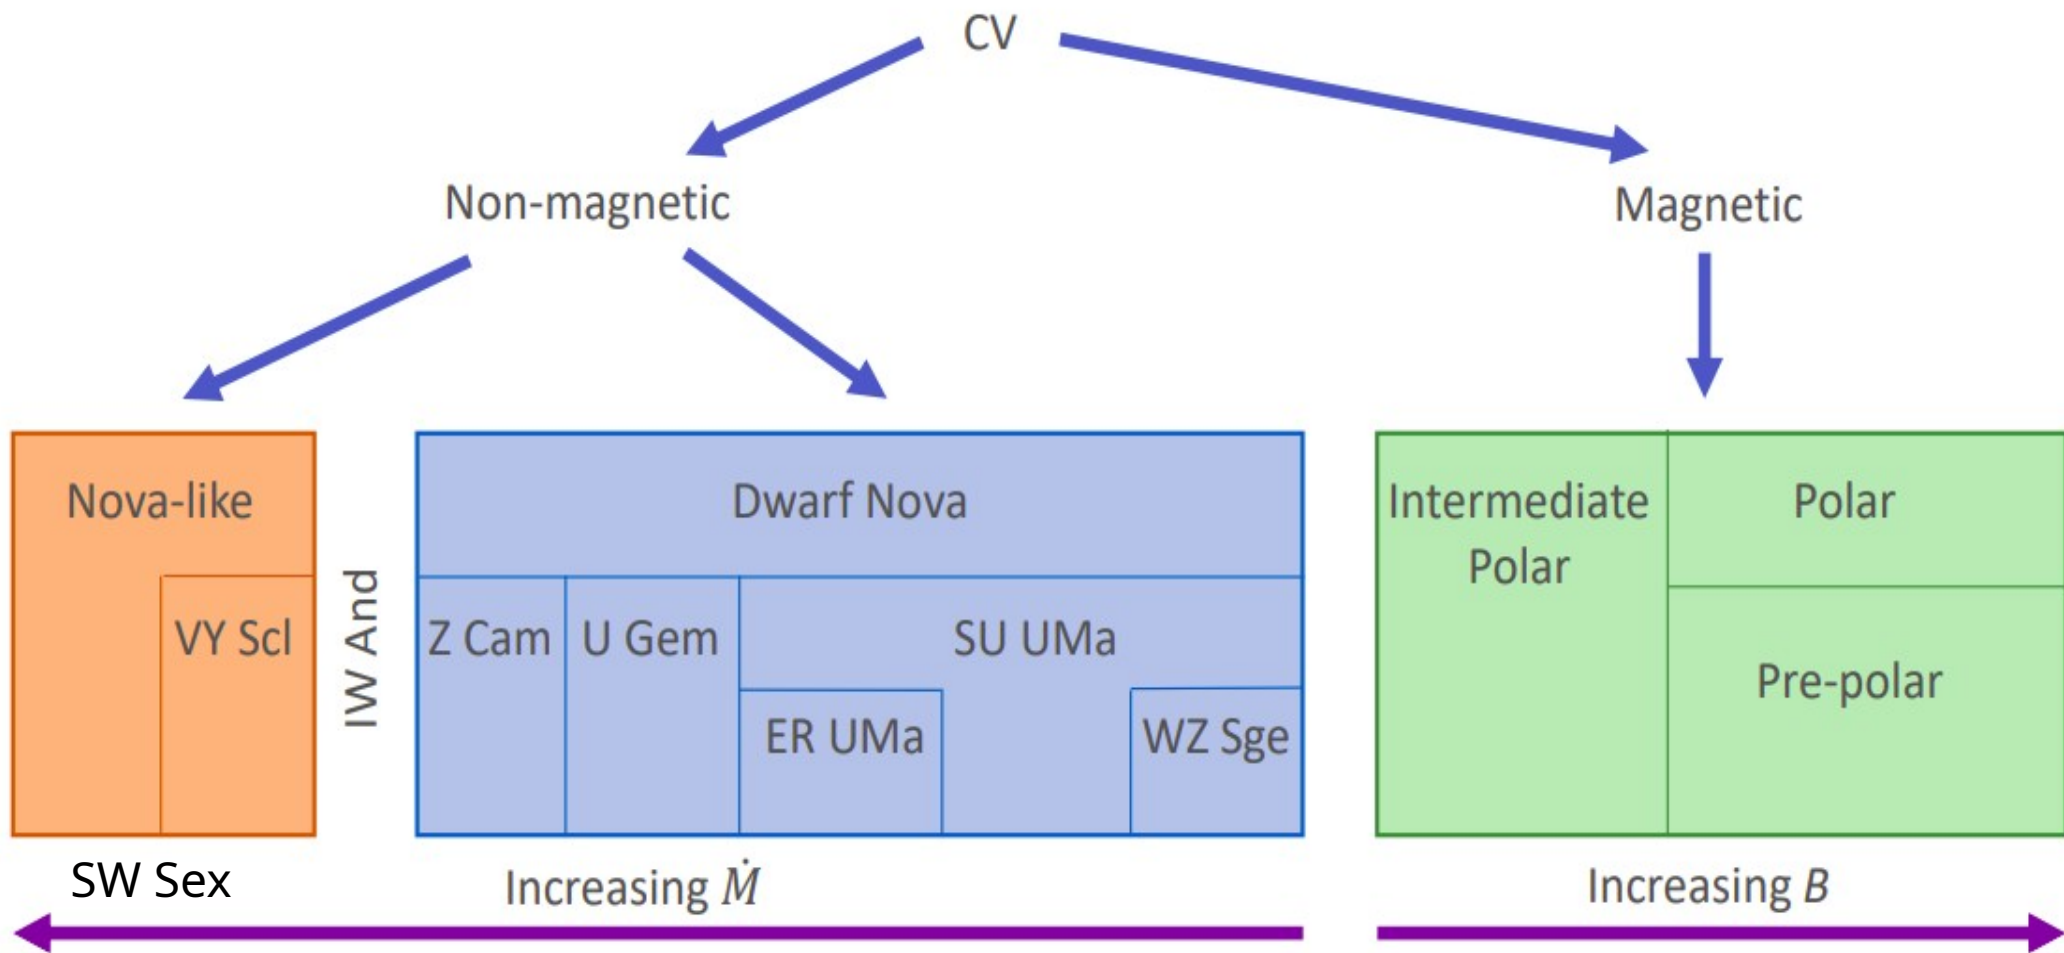 CV
Non-magnetic
Magnetic
Nova-like
VY Scl
IW And
Dwarf Nova
Z Cam
U Gem
SU UMa
ER UMa
WZ Sge
Intermediate
Polar
Polar
Pre-polar
SW Sex
Increasing Ṁ
Increasing B